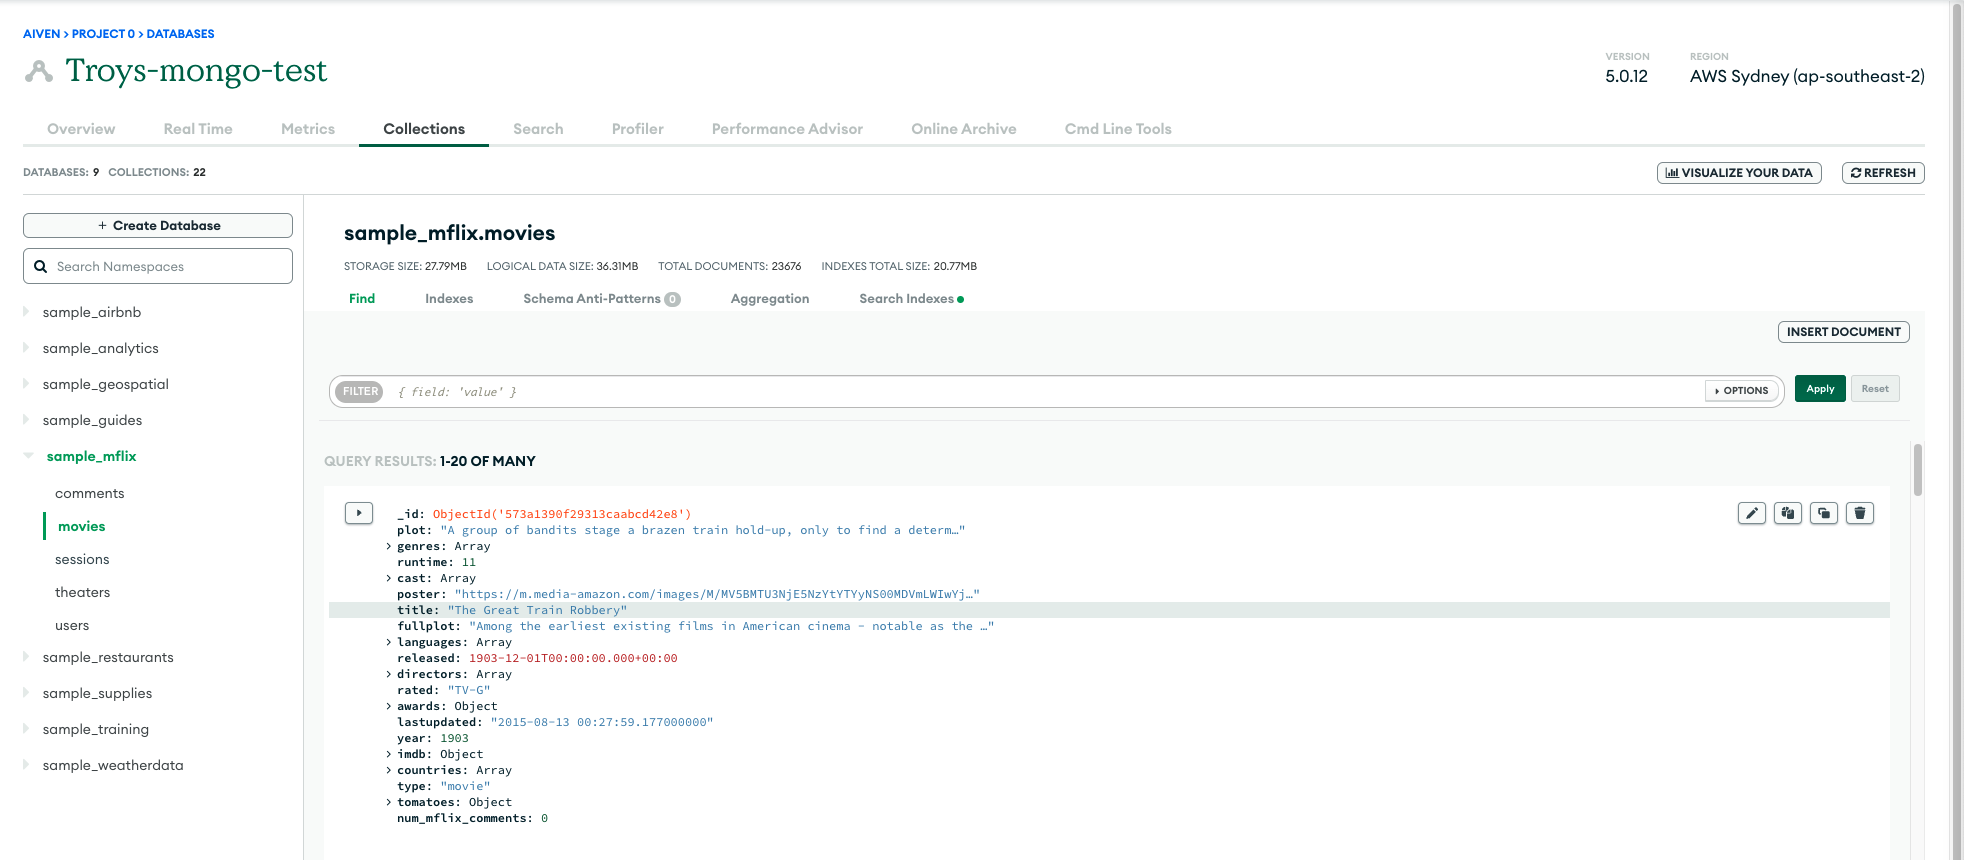 AIVEN > PROJECT 0 > DATABASES
Troys-mongo-test
VERSION
5.0.12
REGION
AWS Sydney (ap-southeast-2)
Overview Real Time Metrics Collections Search Profiler Performance Advisor Online Archive Cmd Line Tools
DATABASES: 9 COLLECTIONS: 22
VISUALIZE YOUR DATA
REFRESH
+ Create Database
Search Namespaces
sample_airbnb
sample_analytics
sample_geospatial
sample_guides
sample_mflix
comments
movies
sessions
theaters
users
sample_restaurants
sample_supplies
sample_training
sample_weatherdata
sample_mflix.movies
STORAGE SIZE: 27.79MB LOGICAL DATA SIZE: 36.31MB TOTAL DOCUMENTS: 23676 INDEXES TOTAL SIZE: 20.77MB
Find Indexes Schema Anti-Patterns 0 Aggregation Search Indexes
INSERT DOCUMENT
FILTER { field: 'value' } OPTIONS Apply Reset
QUERY RESULTS: 1-20 OF MANY
_id: ObjectId('573a1390f29313caabcd42e8')
plot: "A group of bandits stage a brazen train hold-up, only to find a determ…"
> genres: Array
runtime: 11
> cast: Array
poster: "https://m.media-amazon.com/images/M/MV5BMTU3NjE5NzYtYTYyNS00MDVmLWIwYj…"
title: "The Great Train Robbery"
fullplot: "Among the earliest existing films in American cinema - notable as the …"
> languages: Array
released: 1903-12-01T00:00:00.000+00:00
> directors: Array
rated: "TV-G"
> awards: Object
lastupdated: "2015-08-13 00:27:59.177000000"
year: 1903
> imdb: Object
> countries: Array
type: "movie"
> tomatoes: Object
num_mflix_comments: 0